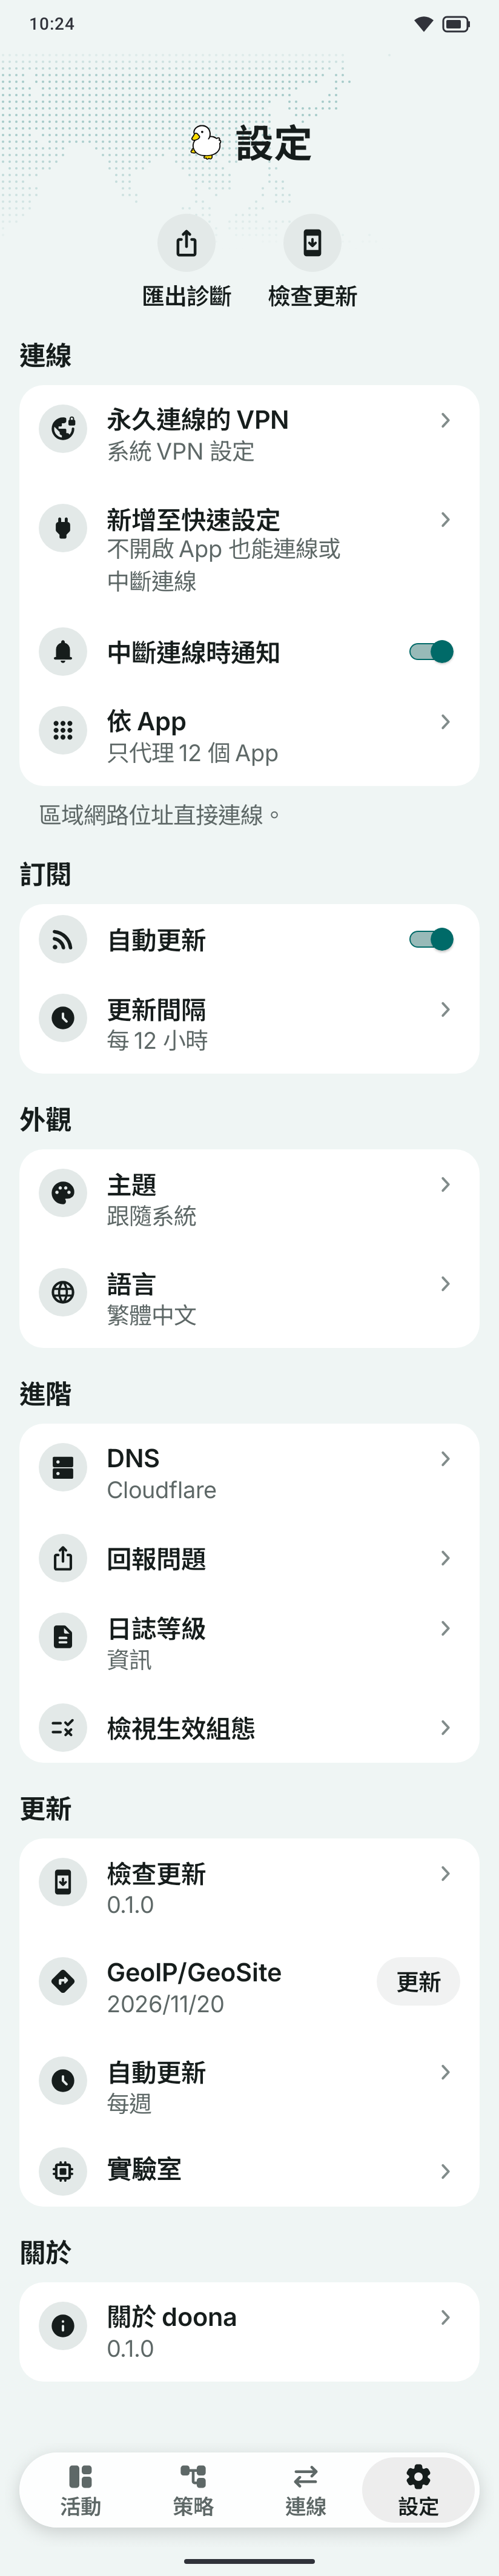 10:24
設定
匯出診斷
檢查更新
連線
永久連線的 VPN
系統 VPN 設定
新增至快速設定
不開啟 App 也能連線或
中斷連線
中斷連線時通知
依 App
只代理 12 個 App
區域網路位址直接連線。
訂閱
自動更新
更新間隔
每 12 小時
外觀
主題
跟隨系統
語言
繁體中文
進階
DNS
Cloudflare
回報問題
日誌等級
資訊
檢視生效組態
更新
檢查更新
0.1.0
GeoIP/GeoSite
2026/11/20
更新
自動更新
每週
實驗室
關於
關於 doona
0.1.0
活動
策略
連線
設定